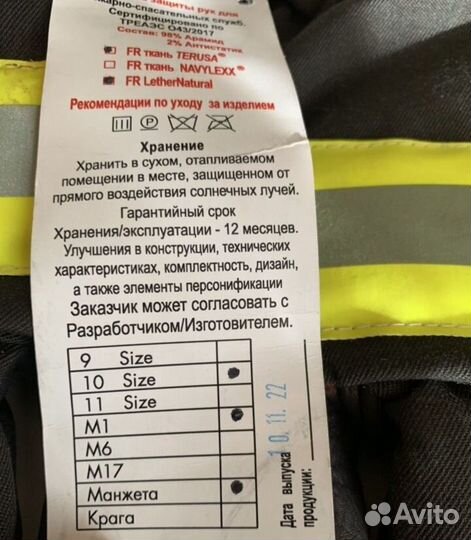 защиты рук для
пожарно-спасательных служб.
Сертифицировано по
ТРЕАЭС О43/2017
Состав: 98% Арамид
2% Антистатик
FR ткань TERUSA®
FR ткань NAVYLEXX®
FR LetherNatural
Рекомендации по уходу за изделием
P
Хранение
Хранить в сухом, отапливаемом
помещении в месте, защищенном от
прямого воздействия солнечных лучей.
Гарантийный срок
Хранения/эксплуатации - 12 месяцев.
Улучшения в конструкции, технических
характеристиках, комплектность, дизайн,
а также элементы персонификации
Заказчик может согласовать с
Разработчиком/Изготовителем.
9 Size
10 Size
11 Size
M1
M6
M17
Манжета
Крага
Дата выпуска
продукции:
10.11.22
Avito